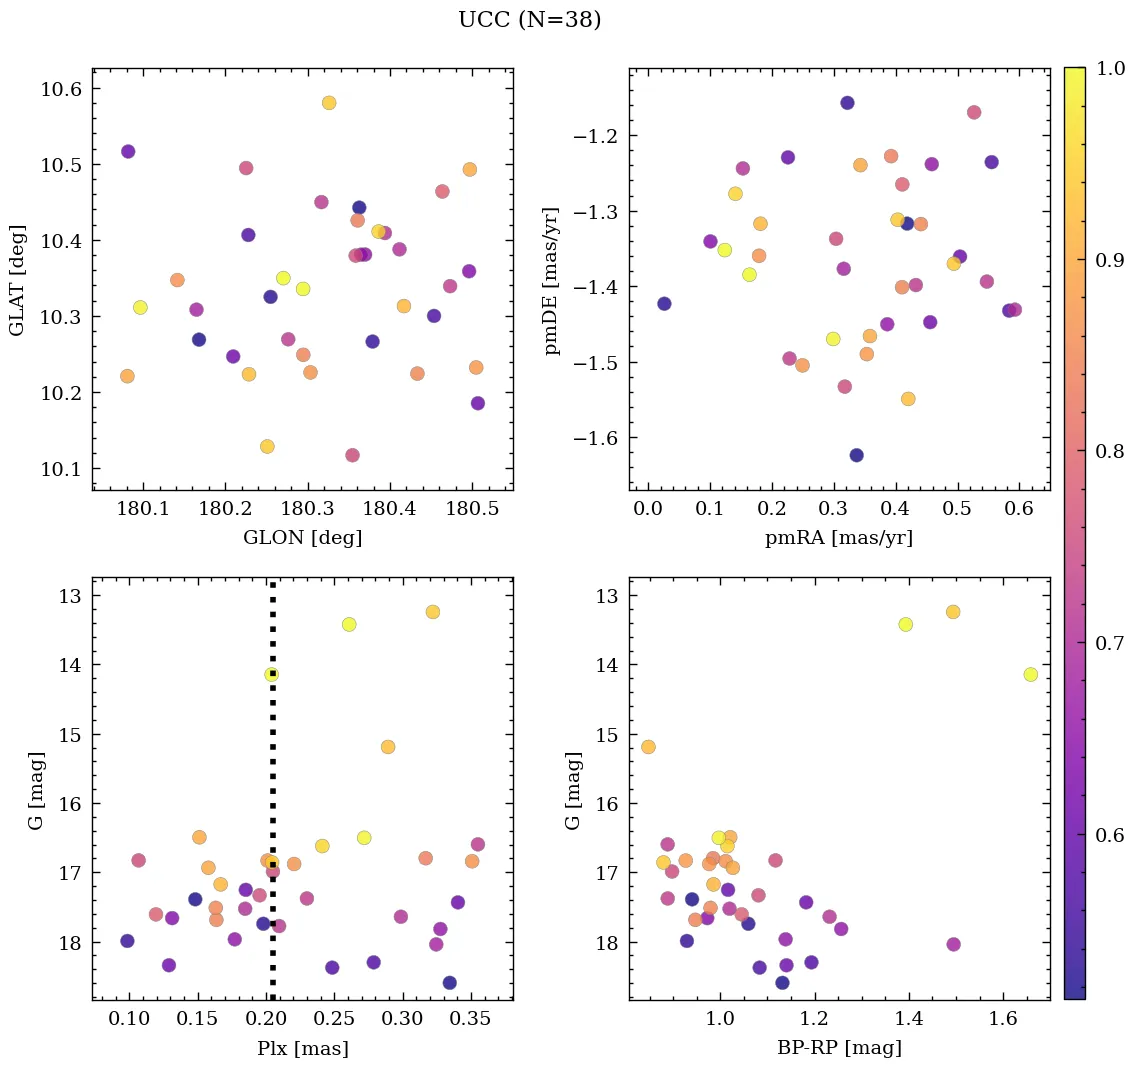 UCC (N=38)
10.6
10.5
10.4
10.3
10.2
10.1
GLAT [deg]
180.1 180.2 180.3 180.4 180.5
GLON [deg]
−1.2
−1.3
−1.4
−1.5
−1.6
pmDE [mas/yr]
0.0 0.1 0.2 0.3 0.4 0.5 0.6
pmRA [mas/yr]
1.0
0.9
0.8
0.7
0.6
13
14
15
16
17
18
G [mag]
0.10 0.15 0.20 0.25 0.30 0.35
Plx [mas]
13
14
15
16
17
18
G [mag]
1.0 1.2 1.4 1.6
BP-RP [mag]